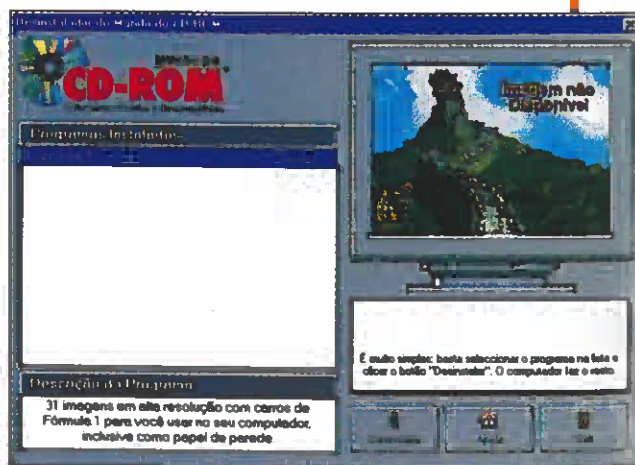 CD-ROM
Imagem não
Disponível
Programas Instalados
É muito simples: basta seleccionar o programa na lista e
clicar o botão "Desinstalar". O computador faz o resto.
Descrição do Programa
31 imagens em alta resolução com carros de
Fórmula 1 para você usar no seu computador,
inclusive como papel de parede.
Ajuda